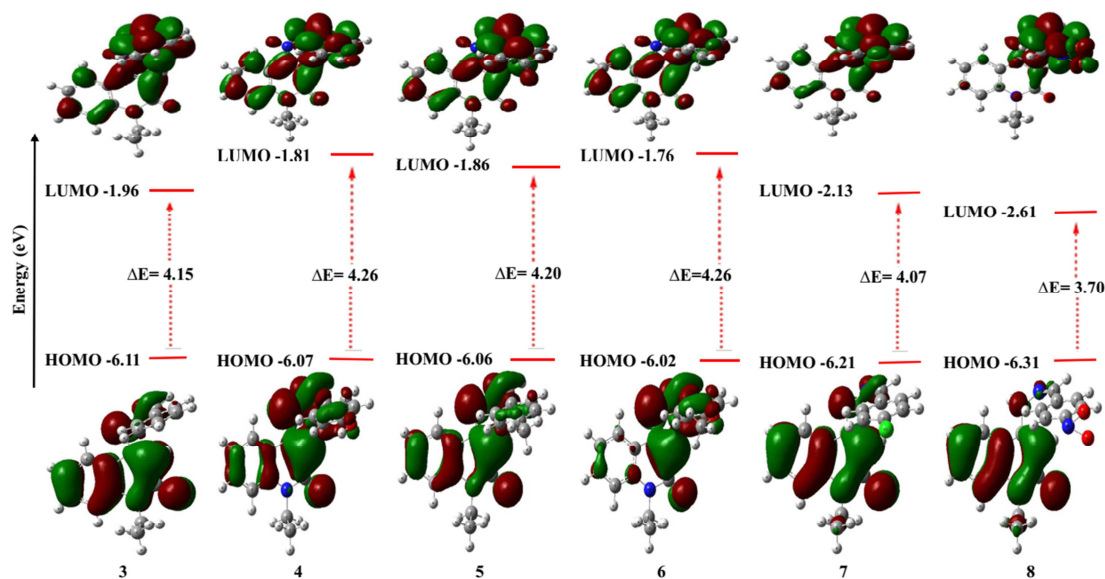 LUMO -1.81
LUMO -1.86
LUMO -1.76
LUMO -1.96
LUMO -2.13
LUMO -2.61
Energy (eV)
ΔE= 4.15
ΔE= 4.26
ΔE= 4.20
ΔE=4.26
ΔE= 4.07
ΔE= 3.70
HOMO -6.11
HOMO -6.07
HOMO -6.06
HOMO -6.02
HOMO -6.21
HOMO -6.31
3
4
5
6
7
8